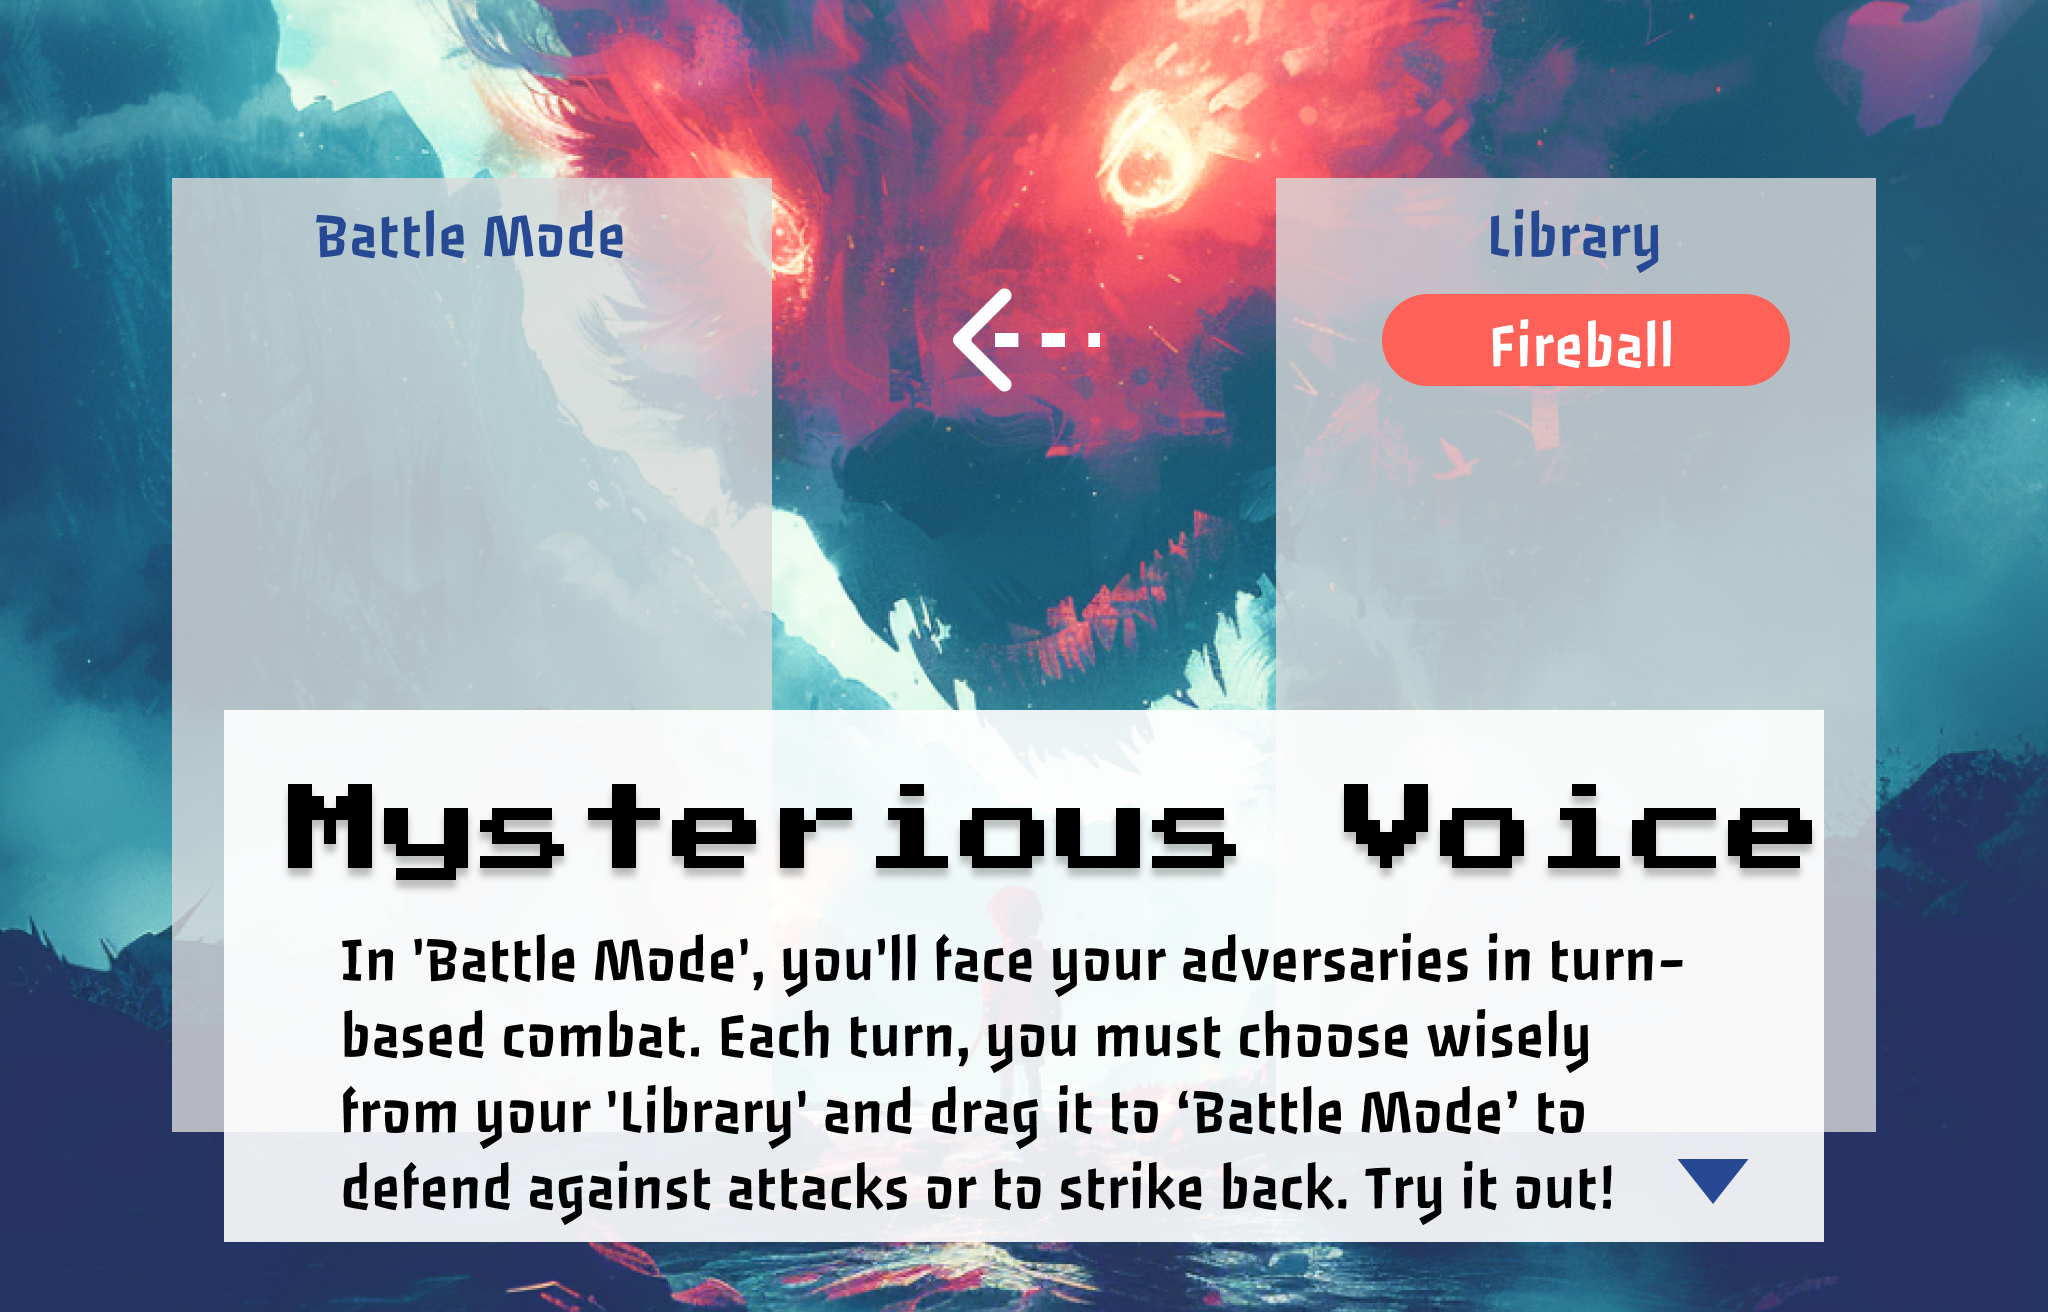 Battle Mode
Library
Fireball
Mysterious Voice
In 'Battle Mode', you'll face your adversaries in turn-
based combat. Each turn, you must choose wisely
from your 'Library' and drag it to ‘Battle Mode’ to
defend against attacks or to strike back. Try it out!